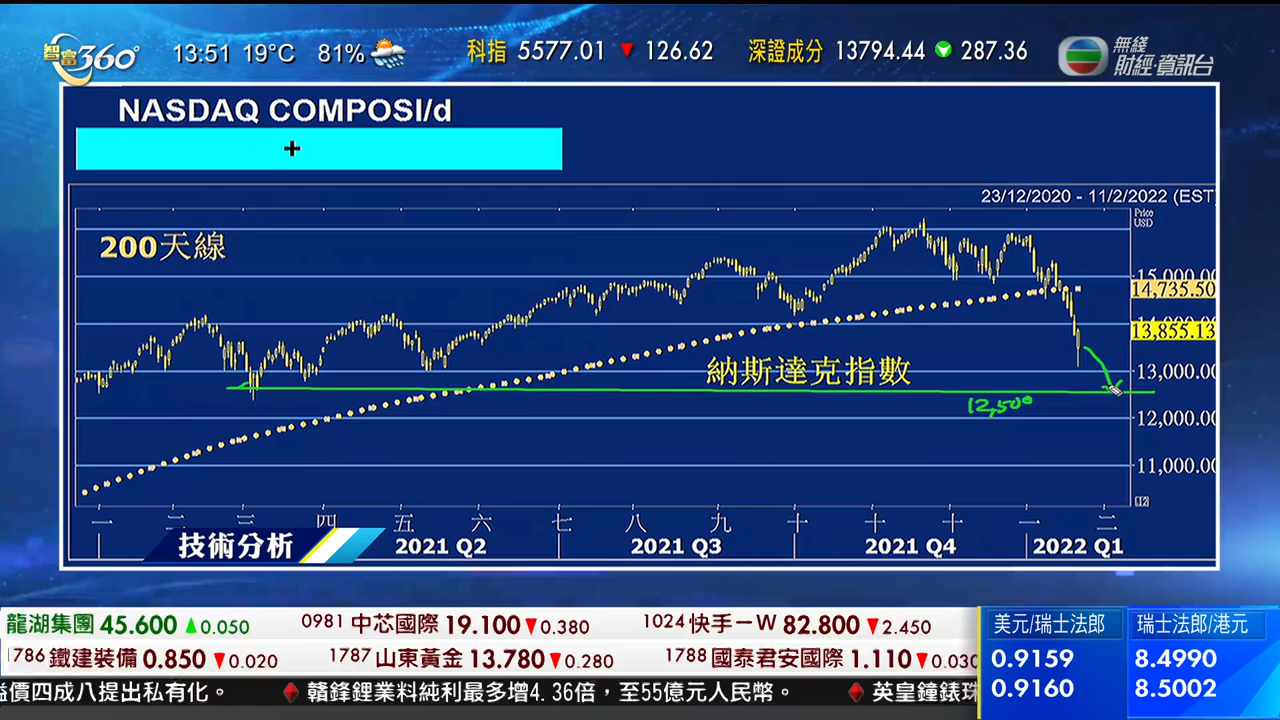 智富360°
13:51 19°C 81%
科指 5577.01 ▼ 126.62 深證成分 13794.44 287.36
無綫
財經·資訊台
NASDAQ COMPOSI/d
+
23/12/2020 - 11/2/2022 (EST)
Price
USD
200天線
15,000.00
14,735.50
13,855.13
納斯達克指數
13,000.00
12,500
12,000.00
11,000.00
一 二 三 四 五 六 七 八 九 十 十 十 一 二
技術分析
2021 Q2 2021 Q3 2021 Q4 2022 Q1
龍湖集團 45.600 ▲0.050 0981 中芯國際 19.100 ▼0.380 1024 快手-W 82.800 ▼2.450
1786 鐵建裝備 0.850 ▼0.020 1787 山東黃金 13.780 ▼0.280 1788 國泰君安國際 1.110 ▼0.030
溢價四成八提出私有化。 贛鋒鋰業料純利最多增4.36倍，至55億元人民幣。 英皇鐘錶珠
美元/瑞士法郎 瑞士法郎/港元
0.9159 8.4990
0.9160 8.5002